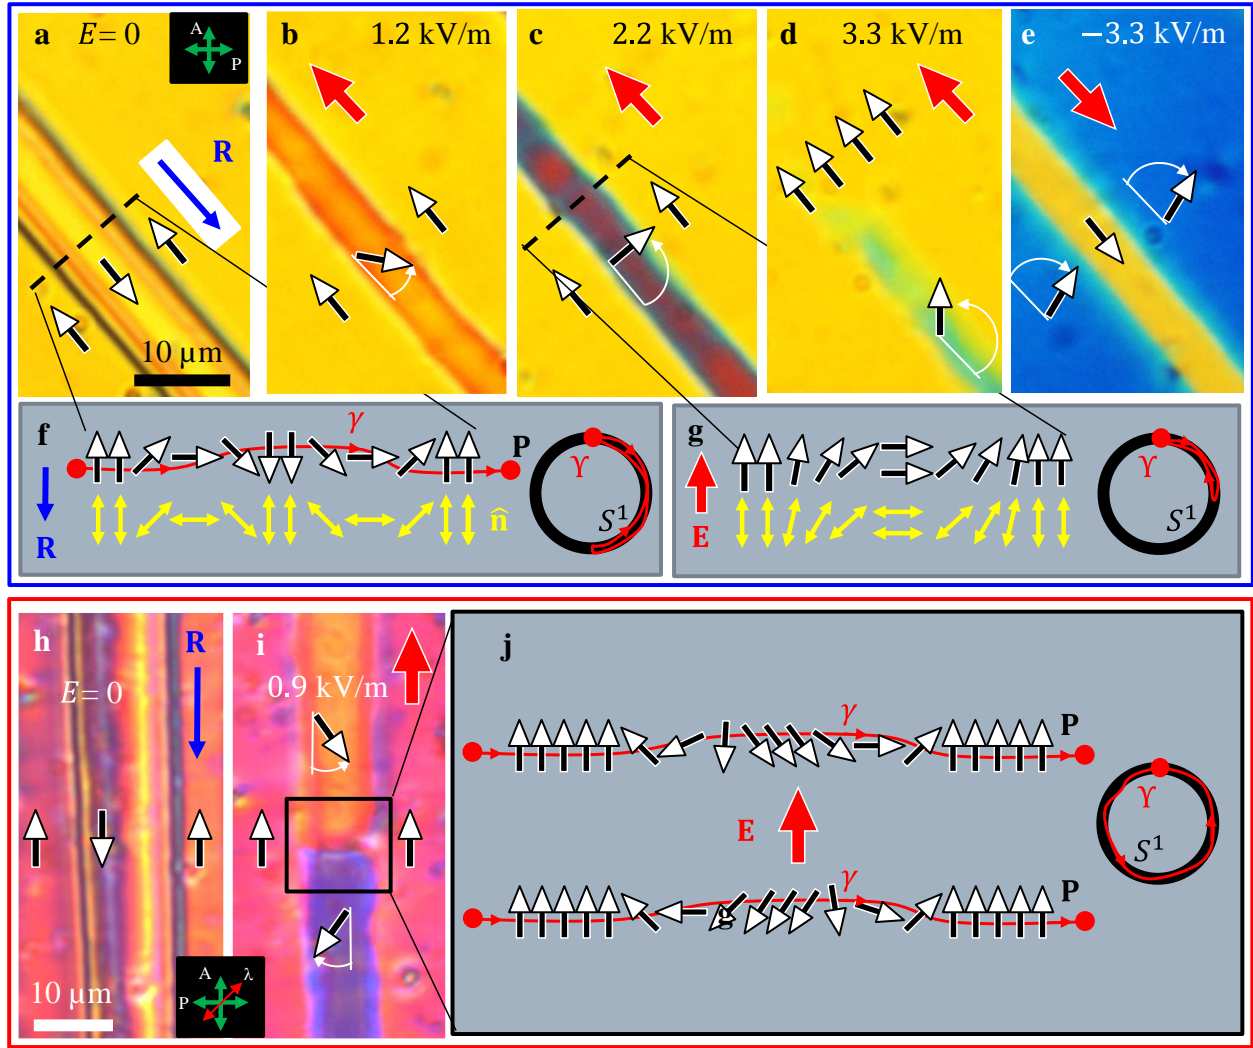 a E= 0 A P
b 1.2 kV/m
c 2.2 kV/m
d 3.3 kV/m
e −3.3 kV/m
R
10 µm
f γ P
R n̂ ϒ S¹
g E ϒ S¹
h R
E= 0
A λ P
10 µm
i
0.9 kV/m
j
γ P
E ϒ S¹
γ P
g